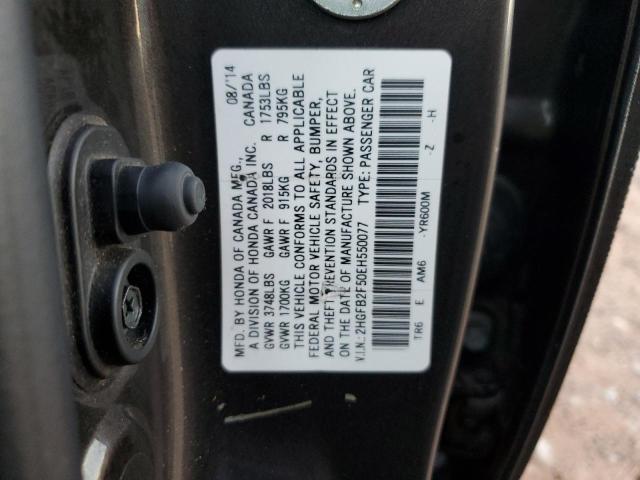 MFD. BY HONDA OF CANADA MFG., 08/'14
A DIVISION OF HONDA CANADA INC. CANADA
GVWR 3748LBS GAWR F 2018LBS R 1753LBS
GVWR 1700KG GAWR F 915KG R 795KG
THIS VEHICLE CONFORMS TO ALL APPLICABLE
FEDERAL MOTOR VEHICLE SAFETY, BUMPER,
AND THEFT PREVENTION STANDARDS IN EFFECT
ON THE DATE OF MANUFACTURE SHOWN ABOVE.
V.I.N.: 2HGFB2F50EH550077 TYPE: PASSENGER CAR
TR6 E AM6 -YR600M -Z -H